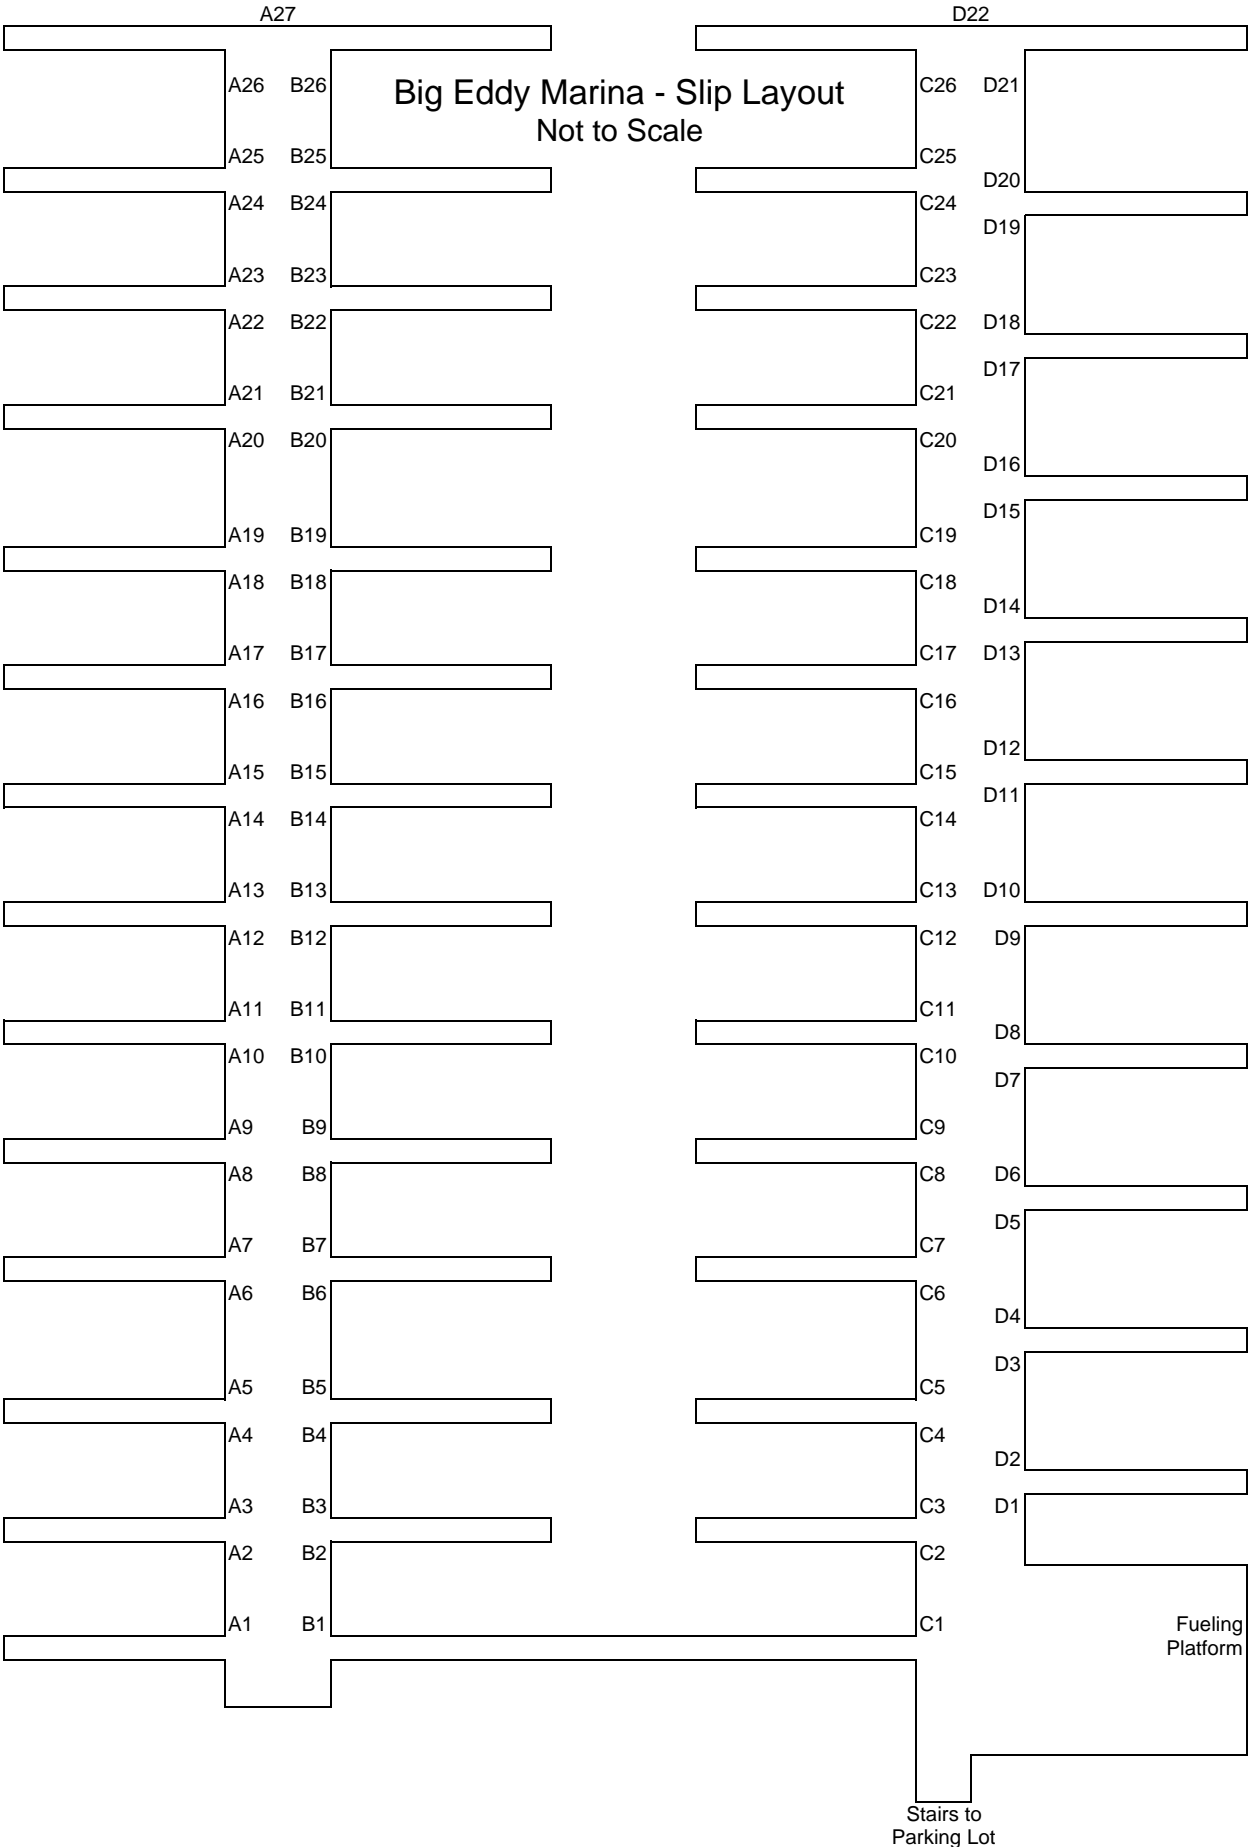 A27 D22
A26 B26 Big Eddy Marina - Slip Layout C26 D21
Not to Scale
A25 B25 C25
D20
A24 B24 C24
D19
A23 B23 C23
A22 B22 C22 D18
D17
A21 B21 C21
A20 B20 C20
D16
D15
A19 B19 C19
A18 B18 C18
D14
A17 B17 C17 D13
A16 B16 C16
D12
A15 B15 C15
D11
A14 B14 C14
A13 B13 C13 D10
A12 B12 C12 D9
A11 B11 C11
D8
A10 B10 C10
D7
A9 B9 C9
A8 B8 C8 D6
D5
A7 B7 C7
A6 B6 C6
D4
D3
A5 B5 C5
A4 B4 C4
D2
A3 B3 C3 D1
A2 B2 C2
A1 B1 C1 Fueling
Platform
Stairs to
Parking Lot